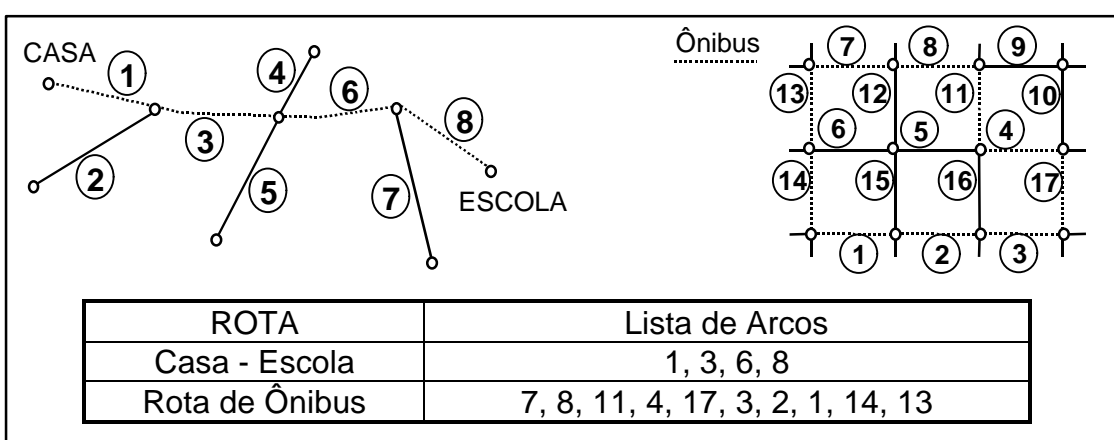 CASA
1
2
3
4
5
6
7
8
ESCOLA
Ônibus
7 8 9
13 12 11 10
6 5 4
14 15 16 17
1 2 3
ROTA Lista de Arcos
Casa - Escola 1, 3, 6, 8
Rota de Ônibus 7, 8, 11, 4, 17, 3, 2, 1, 14, 13